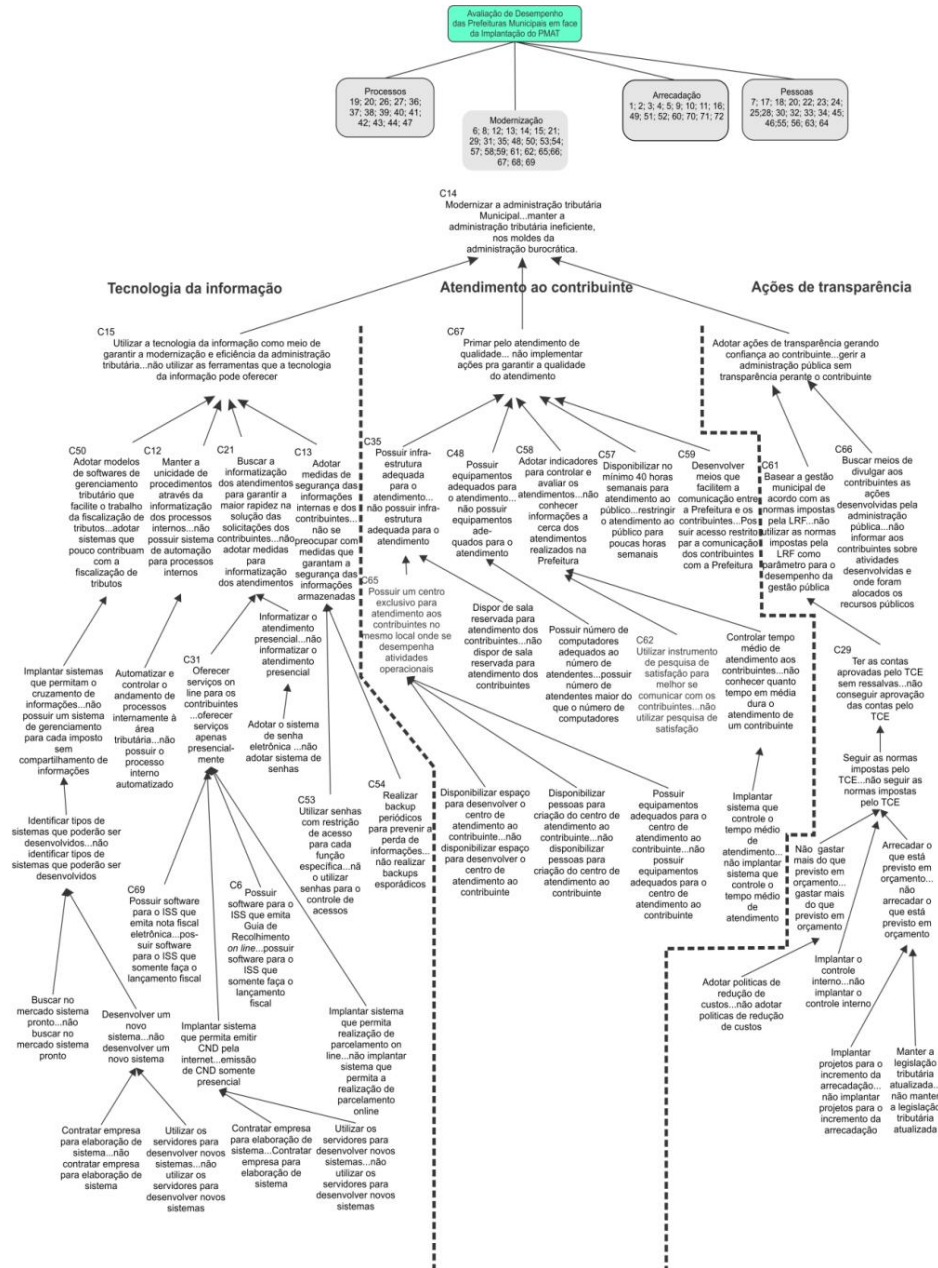 Avaliação de Desempenho
das Prefeituras Municipais em face
da Implantação do PMAT
Processos
19; 20; 26; 27; 36;
37; 38; 39; 40; 41;
42; 43; 44; 47
Modernização
6; 8; 12; 13; 14; 15; 21;
29; 31; 35; 48; 50; 53;54;
57; 58;59; 61; 62; 65;66;
67; 68; 69
Arrecadação
1; 2; 3; 4; 5; 9; 10; 11; 16;
49; 51; 52; 60; 70; 71; 72
Pessoas
7; 17; 18; 20; 22; 23; 24;
25;28; 30; 32; 33; 34; 45;
46;55; 56; 63; 64
C14
Modernizar a administração tributária
Municipal...manter a
administração tributária ineficiente,
nos moldes da
administração burocrática.
Tecnologia da informação
Atendimento ao contribuinte
Ações de transparência
C15
Utilizar a tecnologia da informação como meio de
garantir a modernização e eficiência da administração
tributária...não utilizar as ferramentas que a tecnologia
da informação pode oferecer
C67
Primar pelo atendimento de
qualidade... não implementar
ações pra garantir a qualidade
do atendimento
Adotar ações de transparência gerando
confiança ao contribuinte...gerir a
administração pública sem
transparência perante o contribuinte
C50
Adotar modelos
de softwares de
gerenciamento
tributário que
facilite o trabalho
da fiscalização de
tributos...adotar
sistemas que
pouco contribuam
com a
fiscalização de
tributos
C12
Manter a
unicidade de
procedimentos
através da
informatização
dos processos
internos...não
possuir sistema
de automação
para processos
internos
C21
Buscar a
informatização
dos atendimentos
para garantir a
maior rapidez na
solução das
solicitações dos
contribuintes...não
adotar medidas
para
informatização
dos atendimentos
C13
Adotar
medidas de
segurança das
informações
internas e dos
contribuintes...
não se
preocupar com
medidas que
garantam a
segurança das
informações
armazenadas
C35
Possuir infra-
estrutura
adequada
para o
atendimento...
não possuir infra-
estrutura
adequada para o
atendimento
C48
Possuir
equipamentos
adequados para
o atendimento...
não possuir
equipamentos
ade-
quados para o
atendimento
C58
Adotar indicadores
para controlar e
avaliar os
atendimentos...não
conhecer
informações a
cerca dos
atendimentos
realizados na
Prefeitura
C57
Disponibilizar no
mínimo 40 horas
semanais para
atendimento ao
público...restringir
o atendimento ao
público para
poucas horas
semanais
C59
Desenvolver
meios que
facilitem a
comunicação entre
a Prefeitura e os
contribuintes...Pos
suir acesso restrito
para a comunicação
dos contribuintes
com a Prefeitura
C61
Basear a gestão
municipal de
acordo com as
normas impostas
pela LRF...não
utilizar as normas
impostas pela
LRF como
parâmetro para o
desempenho da
gestão pública
C66
Buscar meios de
divulgar aos
contribuintes as
ações
desenvolvidas pela
administração
pública...não
informar aos
contribuintes sobre
atividades
desenvolvidas e
onde foram
alocados os
recursos públicos
C65
Possuir um centro
exclusivo para
atendimento aos
contribuintes no
mesmo local onde se
desempenha
atividades
operacionais
Dispor de sala
reservada para
atendimento dos
contribuintes...não
dispor de sala
reservada para
atendimento dos
contribuintes
Possuir número de
computadores
adequados ao
número de
atendentes...possuir
número de
atendentes maior do
que o número de
computadores
C62
Utilizar instrumento
de pesquisa de
satisfação para
melhor se
comunicar com os
contribuintes...não
utilizar pesquisa de
satisfação
Controlar tempo
médio de
atendimento aos
contribuintes...não
conhecer quanto
tempo em média
dura o
atendimento de
um contribuinte
C29
Ter as contas
aprovadas pelo TCE
sem ressalvas...não
conseguir aprovação
das contas pelo
TCE
Implantar sistemas
que permitam o
cruzamento de
informações...não
possuir um sistema
de gerenciamento
para cada imposto
sem
compartilhamento de
informações
Automatizar e
controlar o
andamento de
processos
internamente à
área
tributária...não
possuir o
processo
interno
automatizado
C31
Oferecer
serviços on
line para os
contribuintes
...oferecer
serviços
apenas
presencial-
mente
Informatizar o
atendimento
presencial...não
informatizar o
atendimento
presencial
Adotar o sistema
de senha
eletrônica ...não
adotar sistema de
senhas
C53
Utilizar senhas
com restrição
de acesso
para cada
função
específica...nã
o utilizar
senhas para o
controle de
acessos
C54
Realizar
backup
periódicos
para prevenir a
perda de
informações...
não realizar
backups
esporádicos
Disponibilizar espaço
para desenvolver o
centro de
atendimento ao
contribuinte...não
disponibilizar espaço
para desenvolver o
centro de
atendimento ao
contribuinte
Disponibilizar
pessoas para
criação do centro
de atendimento ao
contribuinte...não
disponibilizar
pessoas para
criação do centro de
atendimento ao
contribuinte
Possuir
equipamentos
adequados para o
centro de
atendimento ao
contribuinte...não
possuir
equipamentos
adequados para o
centro de
atendimento ao
contribuinte
Implantar
sistema que
controle o
tempo médio
de
atendimento...
não implantar
sistema que
controle o
tempo médio
de
atendimento
Seguir as normas
impostas pelo
TCE...não seguir as
normas impostas
pelo TCE
Não gastar
mais do que
previsto em
orçamento...
gastar mais
do que
previsto em
orçamento
Arrecadar o
que está
previsto em
orçamento...
não
arrecadar o
que está
previsto em
orçamento
Identificar tipos de
sistemas que poderão ser
desenvolvidos...não
identificar tipos de
sistemas que poderão ser
desenvolvidos
C69
Possuir software
para o ISS que
emita nota fiscal
eletrônica...pos-
suir software
para o ISS que
somente faça o
lançamento fiscal
C6
Possuir
software para o
ISS que emita
Guia de
Recolhimento
on line...possuir
software para o
ISS que
somente faça o
lançamento
fiscal
Adotar politicas de
redução de
custos...não adotar
politicas de redução
de custos
Implantar o
controle
interno...não
implantar o
controle interno
Buscar no
mercado sistema
pronto...não
buscar no
mercado sistema
pronto
Desenvolver um
novo
sistema...não
desenvolver um
novo sistema
Implantar sistema
que permita emitir
CND pela
internet...emissão
de CND somente
presencial
Implantar sistema
que permita
realização de
parcelamento on
line...não implantar
sistema que
permita a
realização de
parcelamento
online
Implantar
projetos para o
incremento da
arrecadação...
não implantar
projetos para o
incremento da
arrecadação
Manter a
legislação
tributária
atualizada...
não manter
a legislação
tributária
atualizada
Contratar empresa
para elaboração de
sistema...não
contratar empresa
para elaboração de
sistema
Utilizar os
servidores para
desenvolver novos
sistemas...não
utilizar os
servidores para
desenvolver novos
sistemas
Contratar empresa
para elaboração de
sistema...Contratar
empresa para
elaboração de
sistema
Utilizar os
servidores para
desenvolver novos
sistemas...não
utilizar os
servidores para
desenvolver novos
sistemas